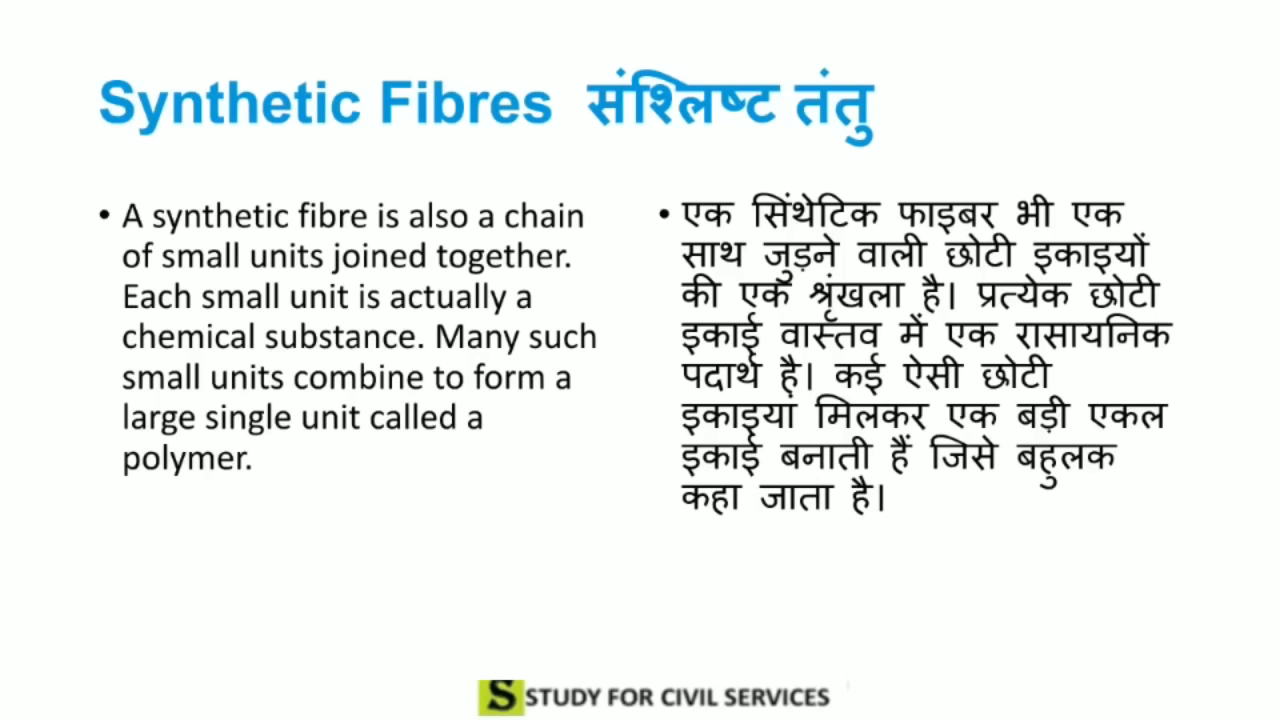 Synthetic Fibres संश्लिष्ट तंतु
• A synthetic fibre is also a chain
of small units joined together.
Each small unit is actually a
chemical substance. Many such
small units combine to form a
large single unit called a
polymer.
• एक सिंथेटिक फाइबर भी एक
साथ जुड़ने वाली छोटी इकाइयों
की एक श्रृंखला है। प्रत्येक छोटी
इकाई वास्तव में एक रासायनिक
पदार्थ है। कई ऐसी छोटी
इकाइयां मिलकर एक बड़ी एकल
इकाई बनाती हैं जिसे बहुलक
कहा जाता है।
S STUDY FOR CIVIL SERVICES